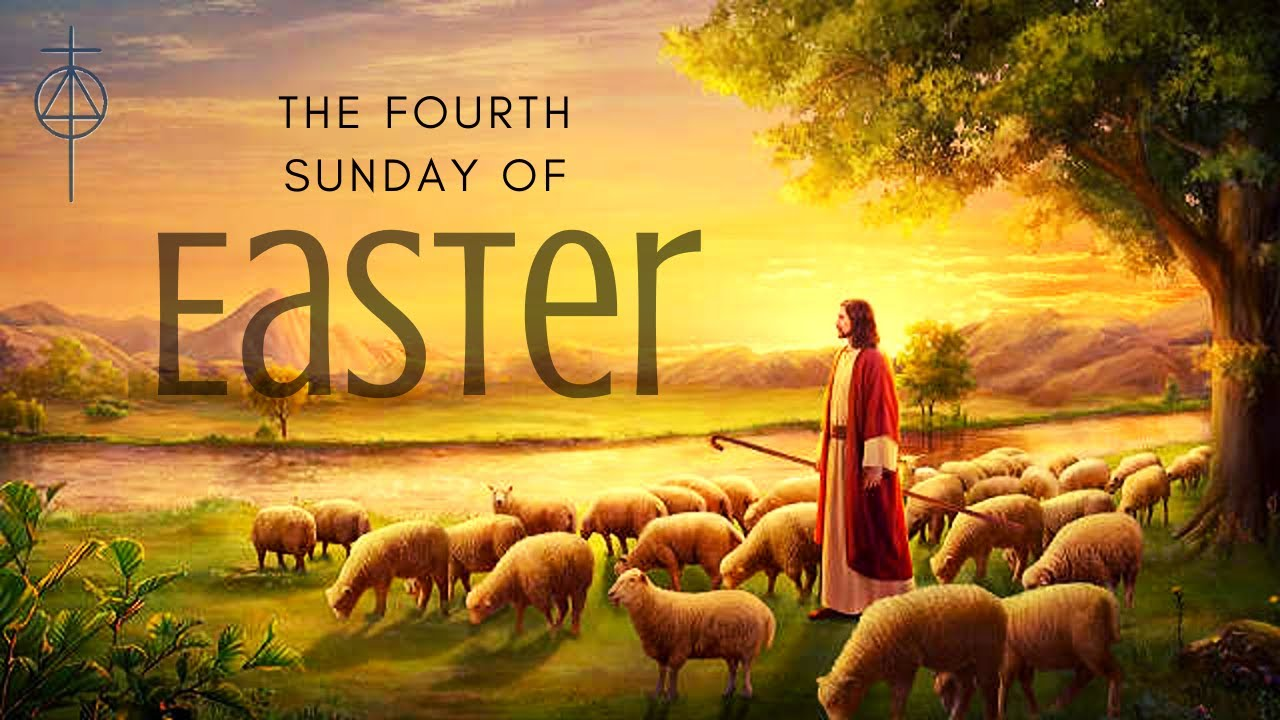 THE FOURTH
SUNDAY OF
EasTer